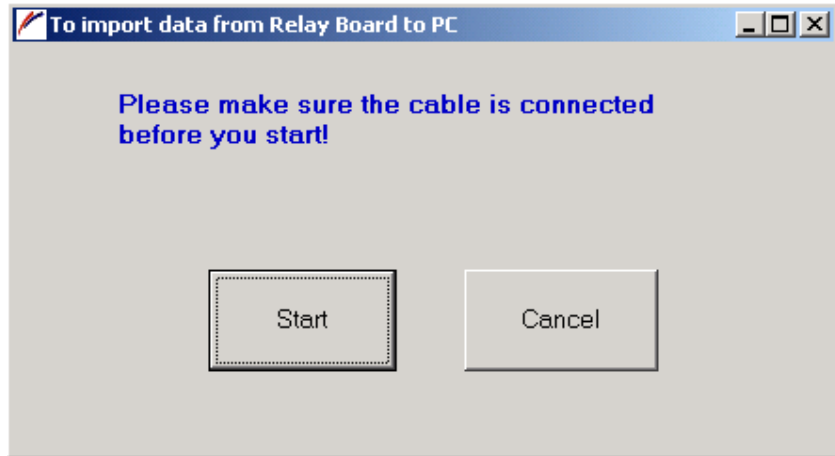 To import data from Relay Board to PC
Please make sure the cable is connected
before you start!
Start
Cancel